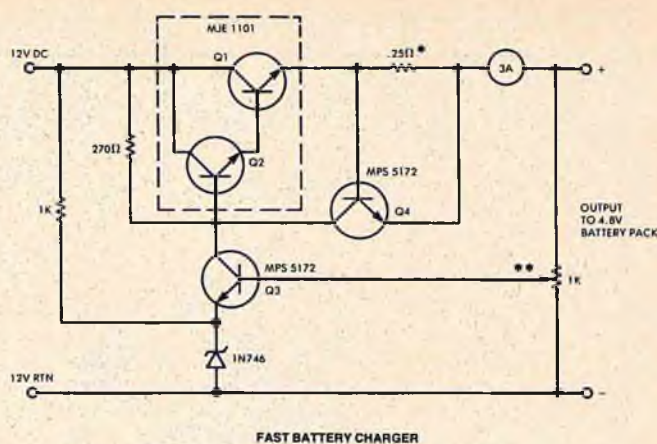 MJE 1101
12V DC
Q1
.25Ω*
3A
+
270Ω
Q2
MPS 5172
Q4
1K
OUTPUT
TO 4.8V
BATTERY PACK
MPS 5172
Q3
**
1K
1N746
12V RTN
-
FAST BATTERY CHARGER